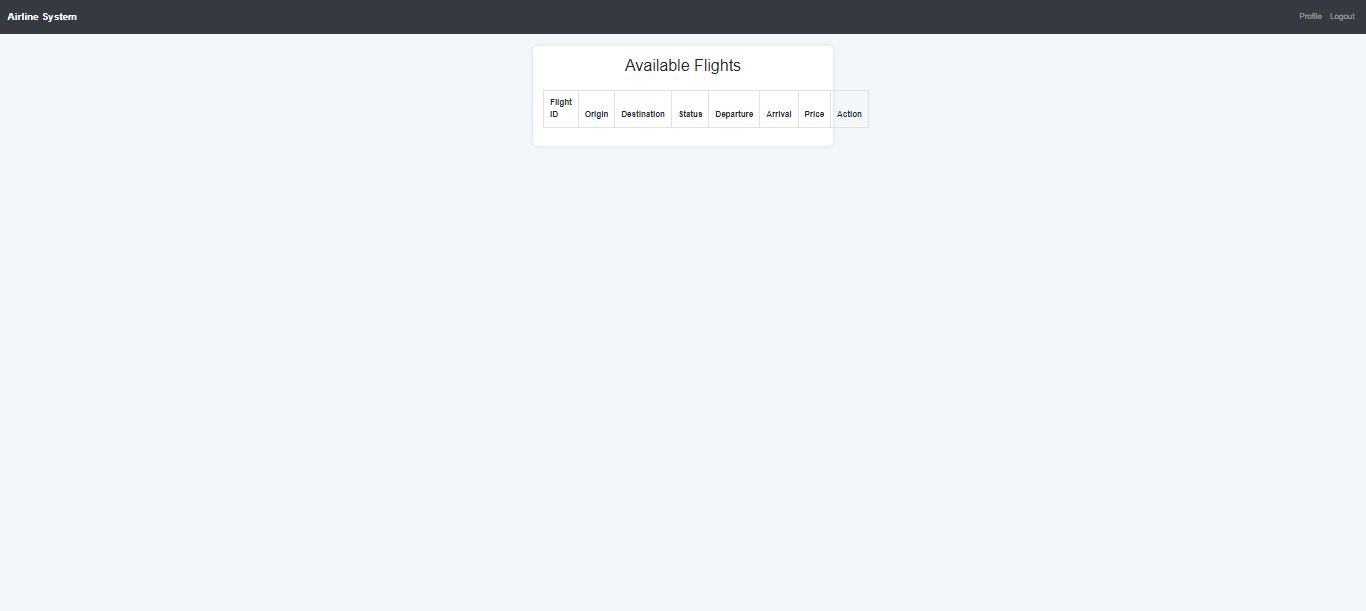 Airline System
Profile Logout
Available Flights
Flight
ID Origin Destination Status Departure Arrival Price Action